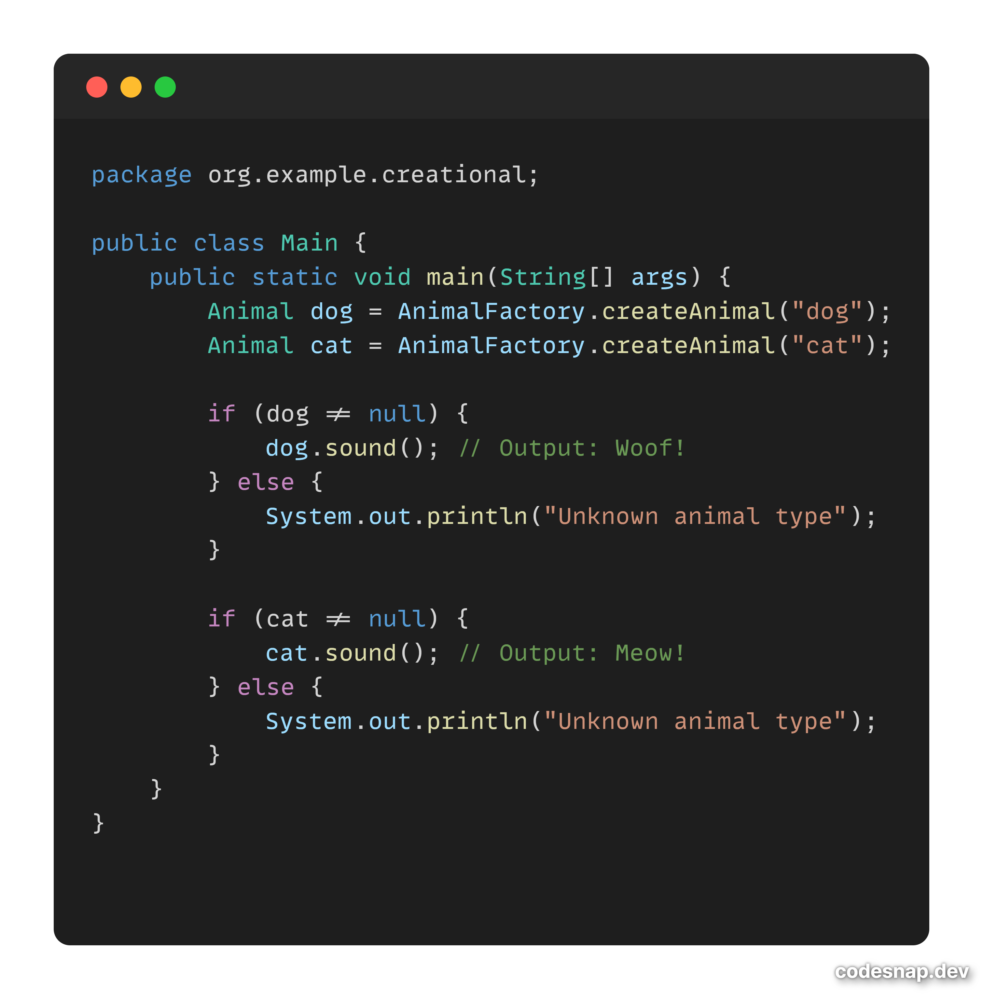 package org.example.creational;

public class Main {
    public static void main(String[] args) {
        Animal dog = AnimalFactory.createAnimal("dog");
        Animal cat = AnimalFactory.createAnimal("cat");

        if (dog != null) {
            dog.sound(); // Output: Woof!
        } else {
            System.out.println("Unknown animal type");
        }

        if (cat != null) {
            cat.sound(); // Output: Meow!
        } else {
            System.out.println("Unknown animal type");
        }
    }
}
codesnap.dev